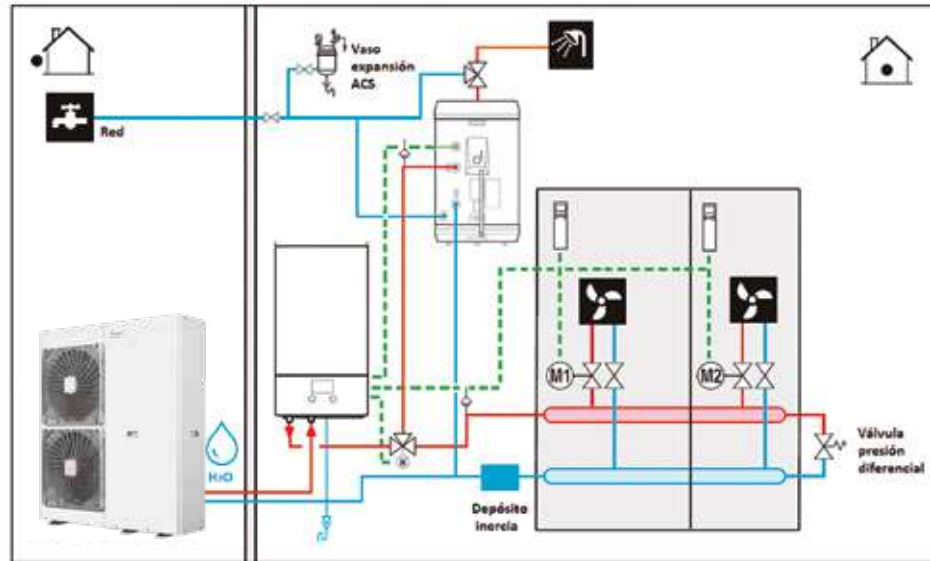 Vaso
expansión
ACS
Red
H₂O
M1
M2
Válvula
presión
diferencial
Depósito
inercia